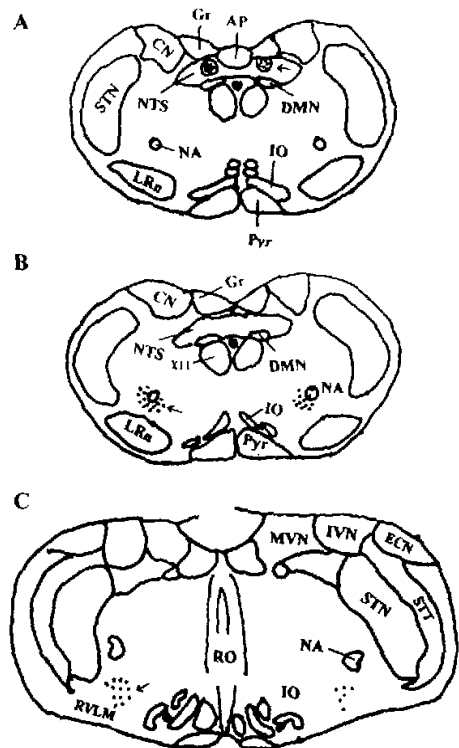 A
Gr
AP
CN
STN
NTS
DMN
NA
IO
LRn
Pyr
B
CN
Gr
NTS
XII
DMN
NA
IO
LRn
Pyr
C
MVN
IVN
ECN
STN
STT
RO
NA
RVLM
IO